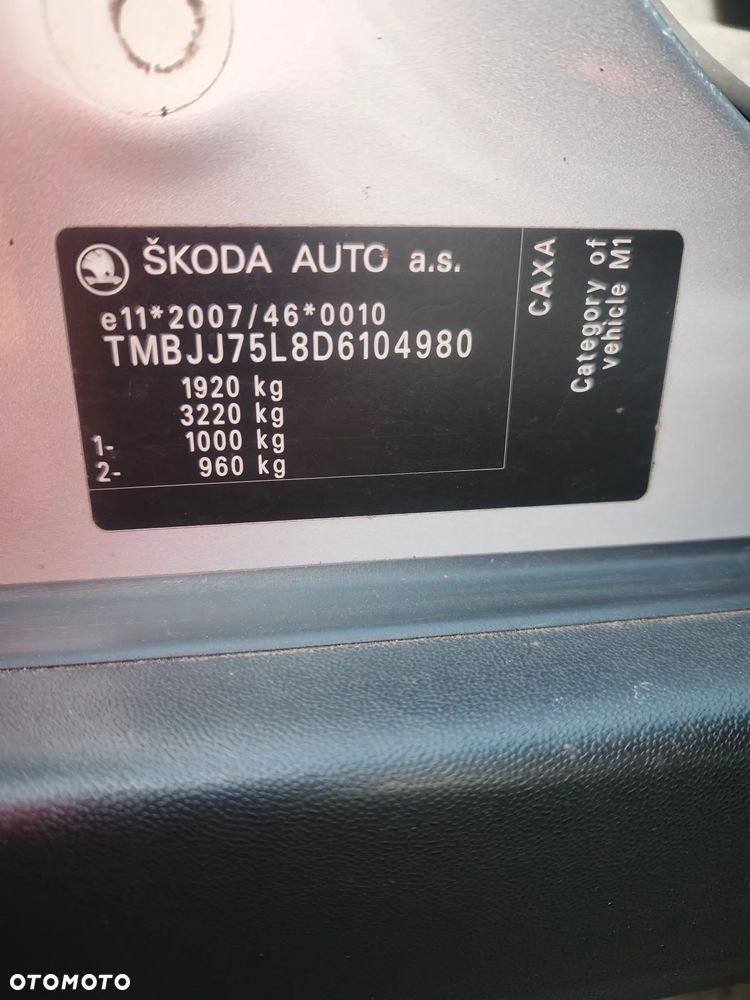 ŠKODA AUTO a.s.
e11*2007/46*0010
TMBJJ75L8D6104980
1920 kg
3220 kg
1- 1000 kg
2- 960 kg
CAXA
Category of
vehicle M1
OTOMOTO